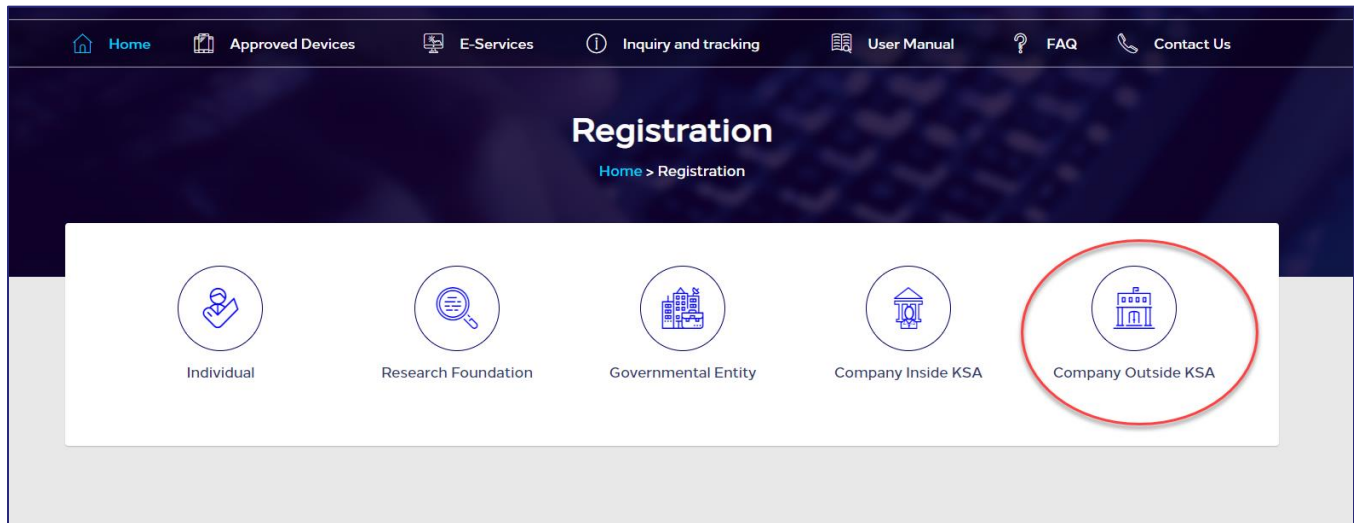 Home Approved Devices E-Services Inquiry and tracking User Manual FAQ Contact Us
Registration
Home > Registration
Individual Research Foundation Governmental Entity Company Inside KSA Company Outside KSA